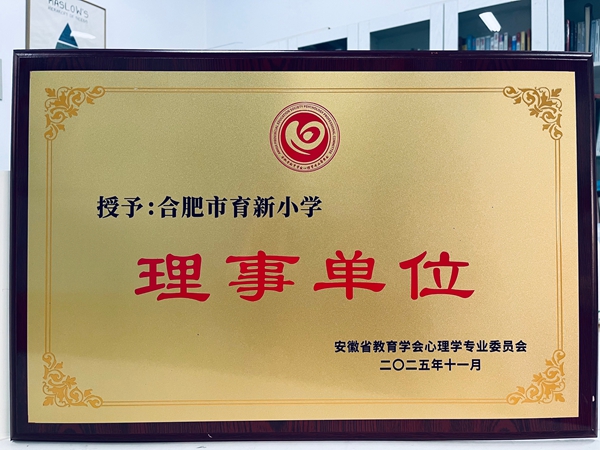 MASLOW'S
授予：合肥市育新小学
理事单位
安徽省教育学会心理学专业委员会
二〇二五年十一月